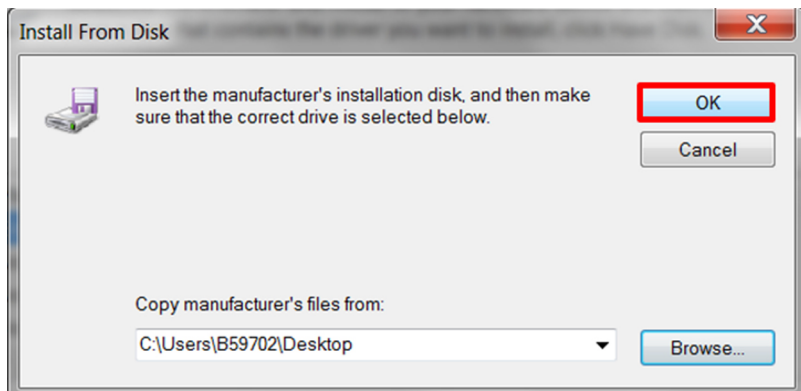 Install From Disk
Insert the manufacturer's installation disk, and then make
sure that the correct drive is selected below.
OK
Cancel
Copy manufacturer's files from:
C:\Users\B59702\Desktop
Browse...